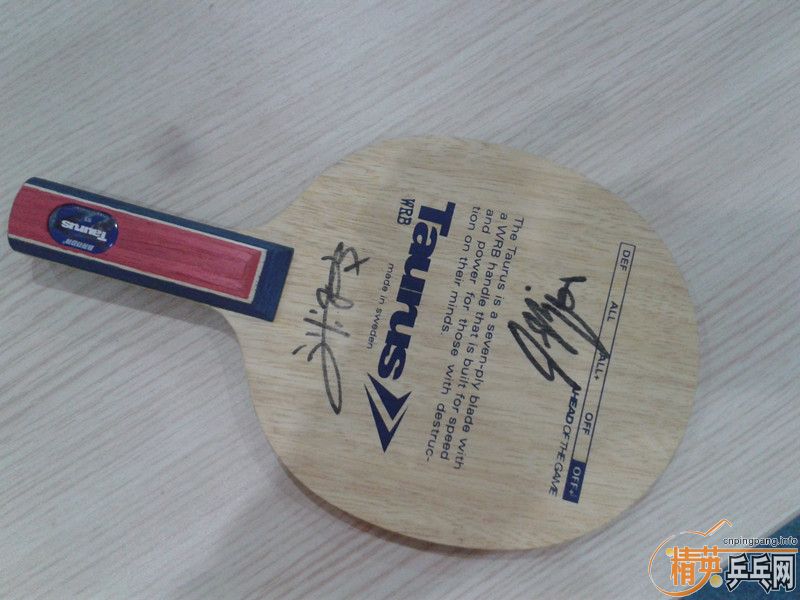 WRB
Taurus
made in sweden
The Taurus is a seven-ply blade with
a WRB handle that is built for speed
and power for those with destruc-
tion on their minds.
DEF ALL ALL+ OFF OFF+
AHEAD OF THE GAME
Taurus
DONIC
cnpingpang.info
精英乒乓网